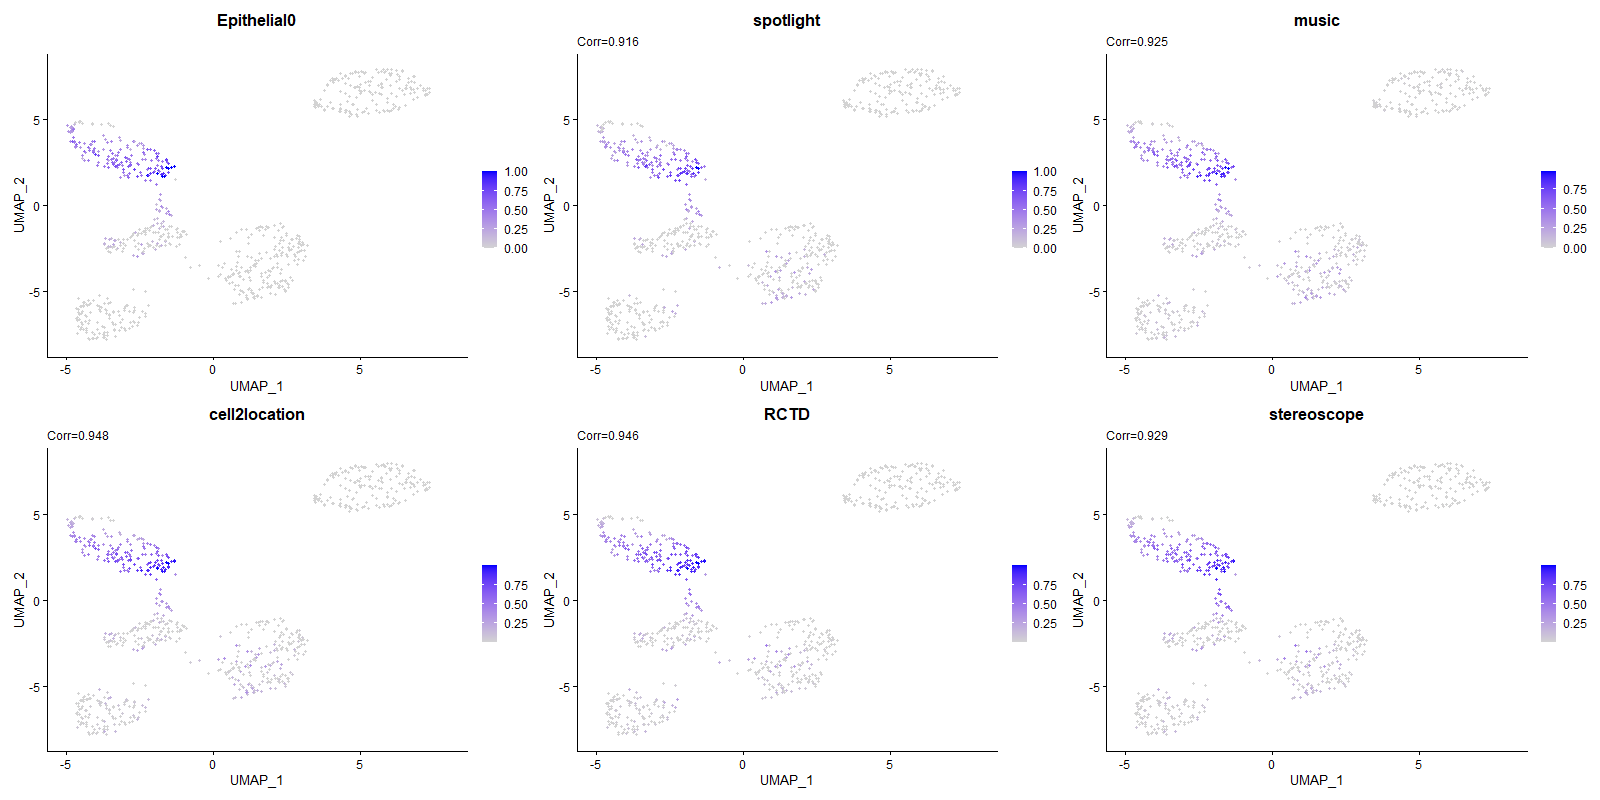 Epithelial0
UMAP_2
5
0
-5
-5
0
5
UMAP_1
1.00
0.75
0.50
0.25
0.00
spotlight
Corr=0.916
UMAP_2
5
0
-5
-5
0
5
UMAP_1
1.00
0.75
0.50
0.25
0.00
music
Corr=0.925
UMAP_2
5
0
-5
-5
0
5
UMAP_1
0.75
0.50
0.25
0.00
cell2location
Corr=0.948
UMAP_2
5
0
-5
-5
0
5
UMAP_1
0.75
0.50
0.25
RCTD
Corr=0.946
UMAP_2
5
0
-5
-5
0
5
UMAP_1
0.75
0.50
0.25
stereoscope
Corr=0.929
UMAP_2
5
0
-5
-5
0
5
UMAP_1
0.75
0.50
0.25